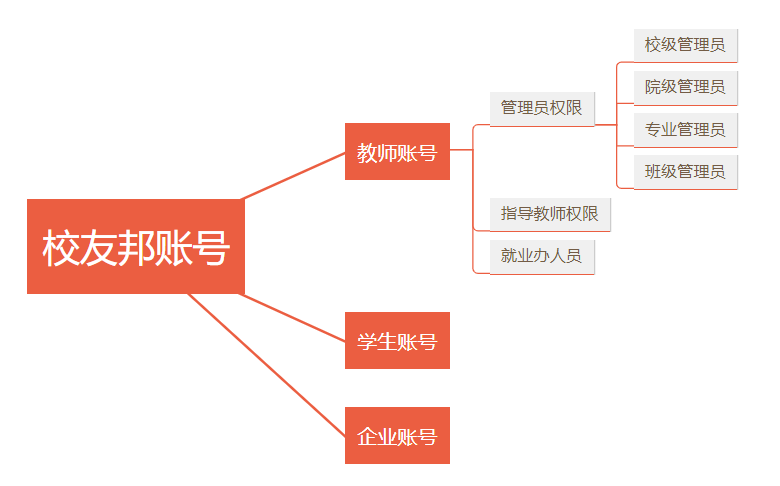 校友邦账号
教师账号
管理员权限
校级管理员
院级管理员
专业管理员
班级管理员
指导教师权限
就业办人员
学生账号
企业账号